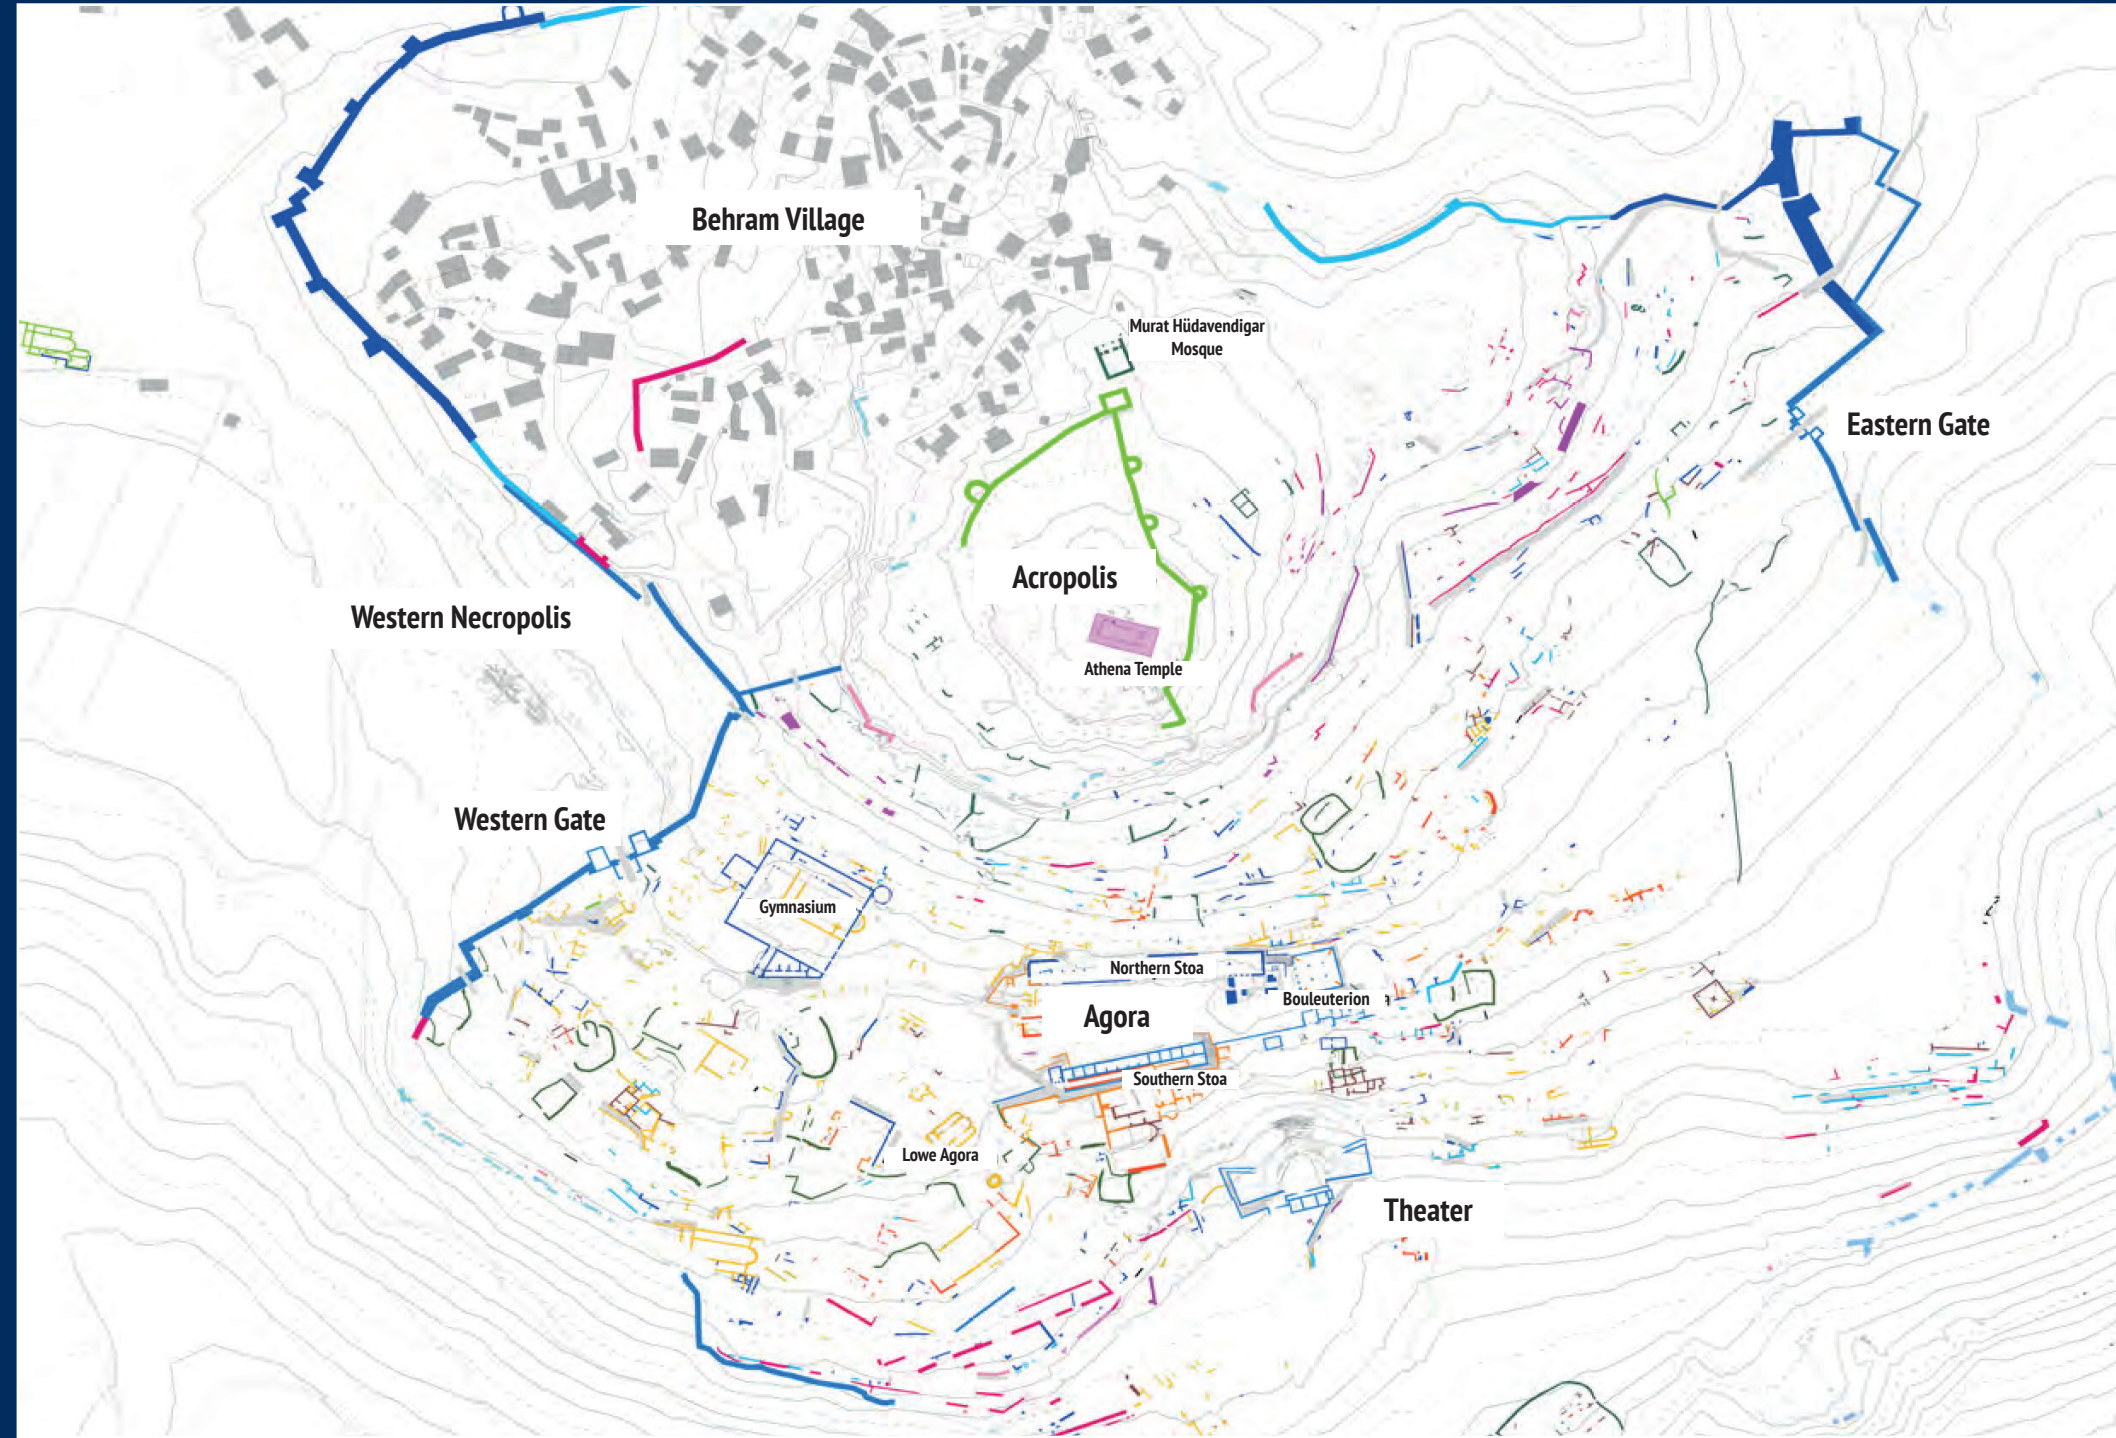 Behram Village
Murat Hüdavendigar
Mosque
Eastern Gate
Acropolis
Western Necropolis
Athena Temple
Western Gate
Gymnasium
Northern Stoa
Bouleuterion
Agora
Southern Stoa
Lowe Agora
Theater